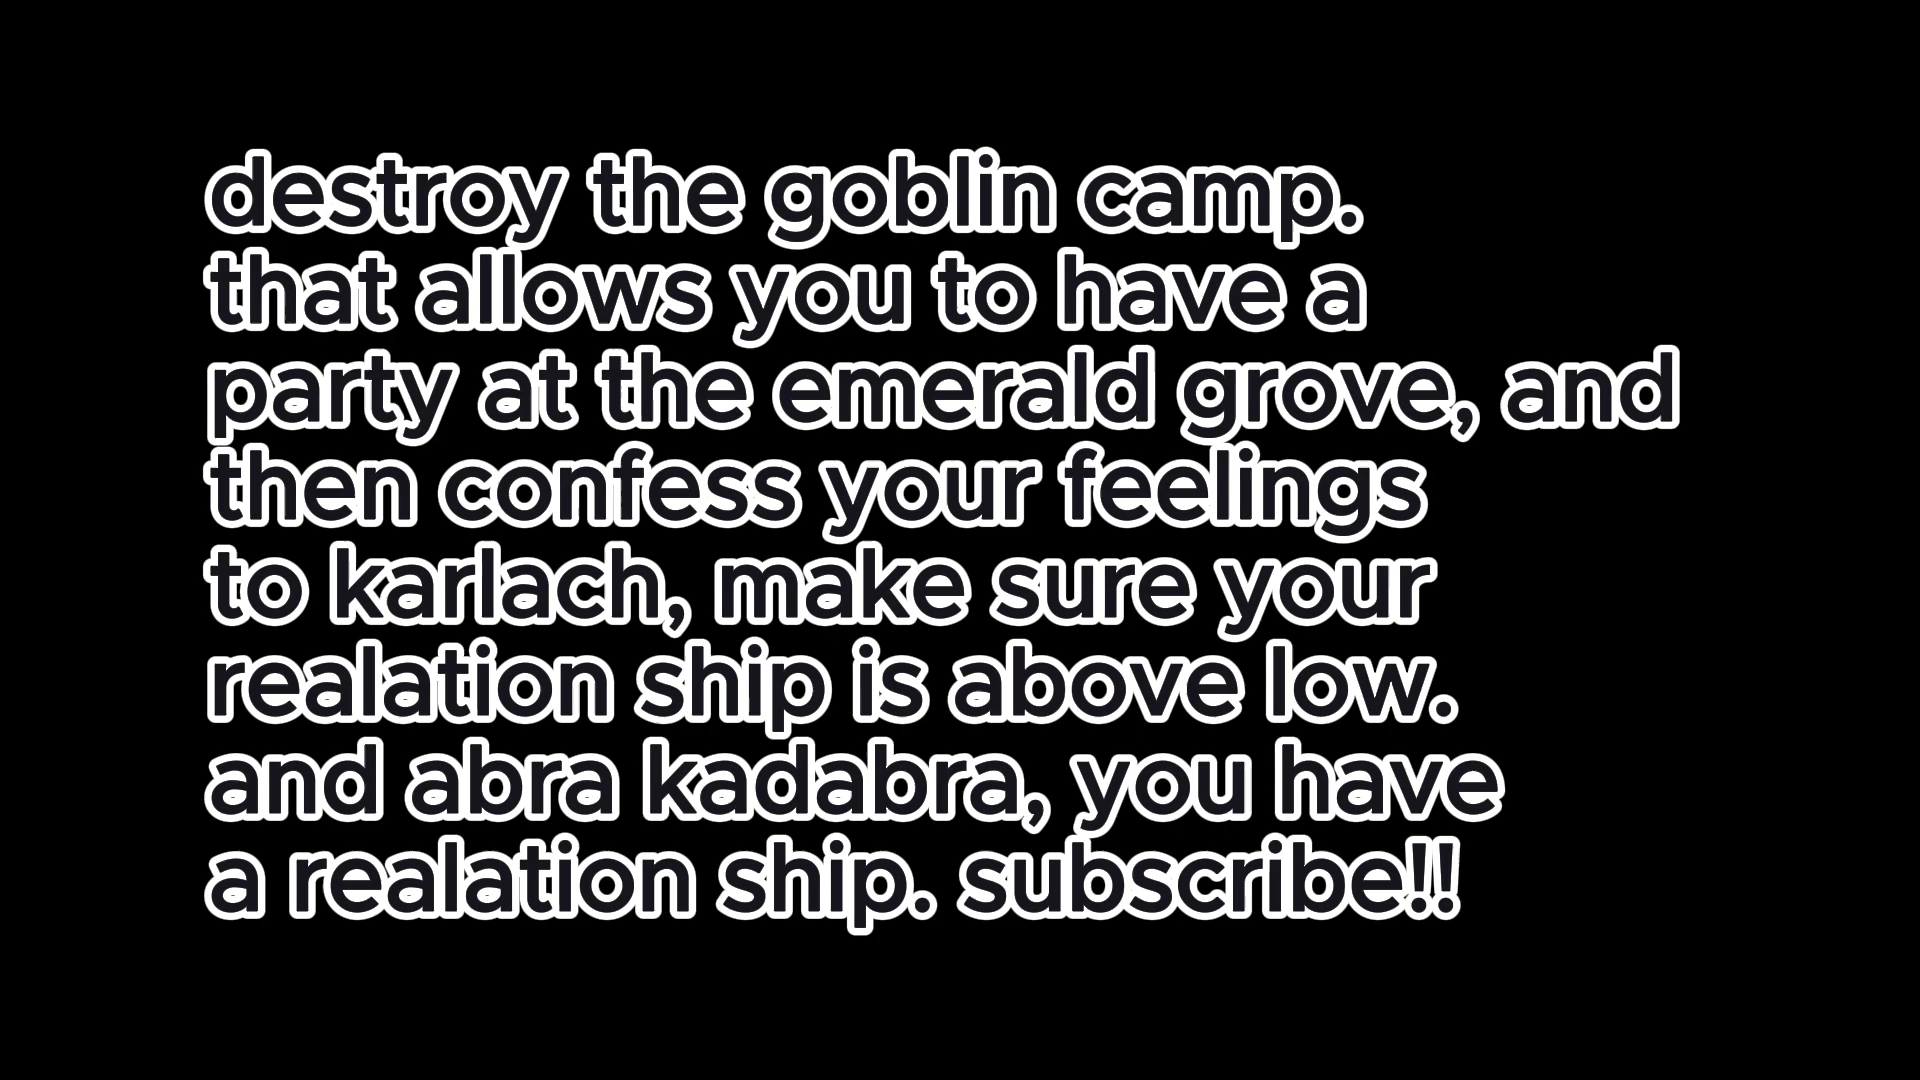 destroy the goblin camp.
that allows you to have a
party at the emerald grove, and
then confess your feelings
to karlach, make sure your
realation ship is above low.
and abra kadabra, you have
a realation ship. subscribe!!